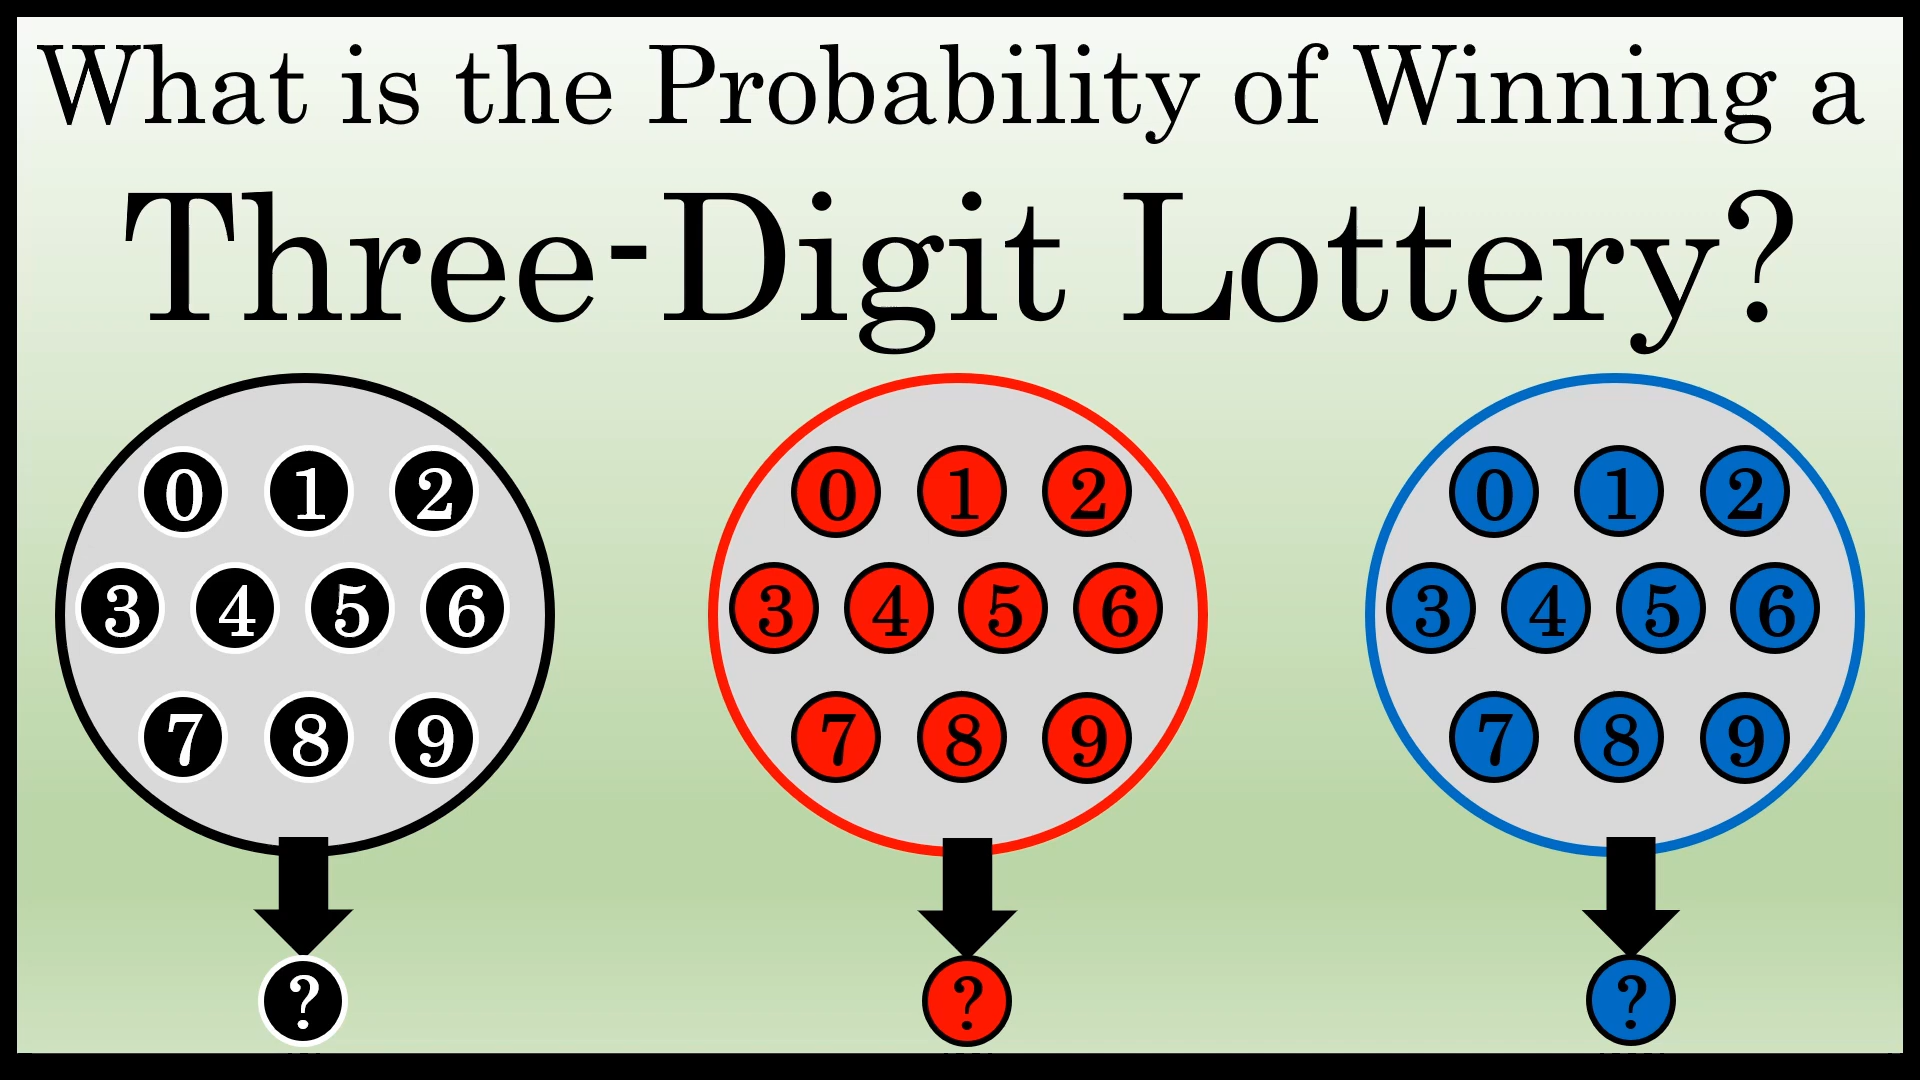 What is the Probability of Winning a
Three-Digit Lottery?
0 1 2 0 1 2 0 1 2
3 4 5 6 3 4 5 6 3 4 5 6
7 8 9 7 8 9 7 8 9
? ? ?